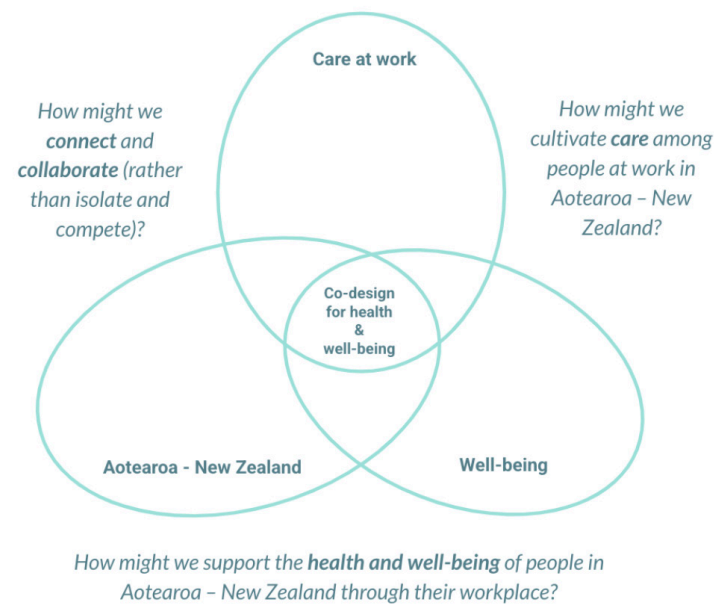 Care at work
How might we
connect and
collaborate (rather
than isolate and
compete)?
How might we
cultivate care among
people at work in
Aotearoa – New
Zealand?
Co-design
for health
&
well-being
Aotearoa - New Zealand
Well-being
How might we support the health and well-being of people in
Aotearoa – New Zealand through their workplace?